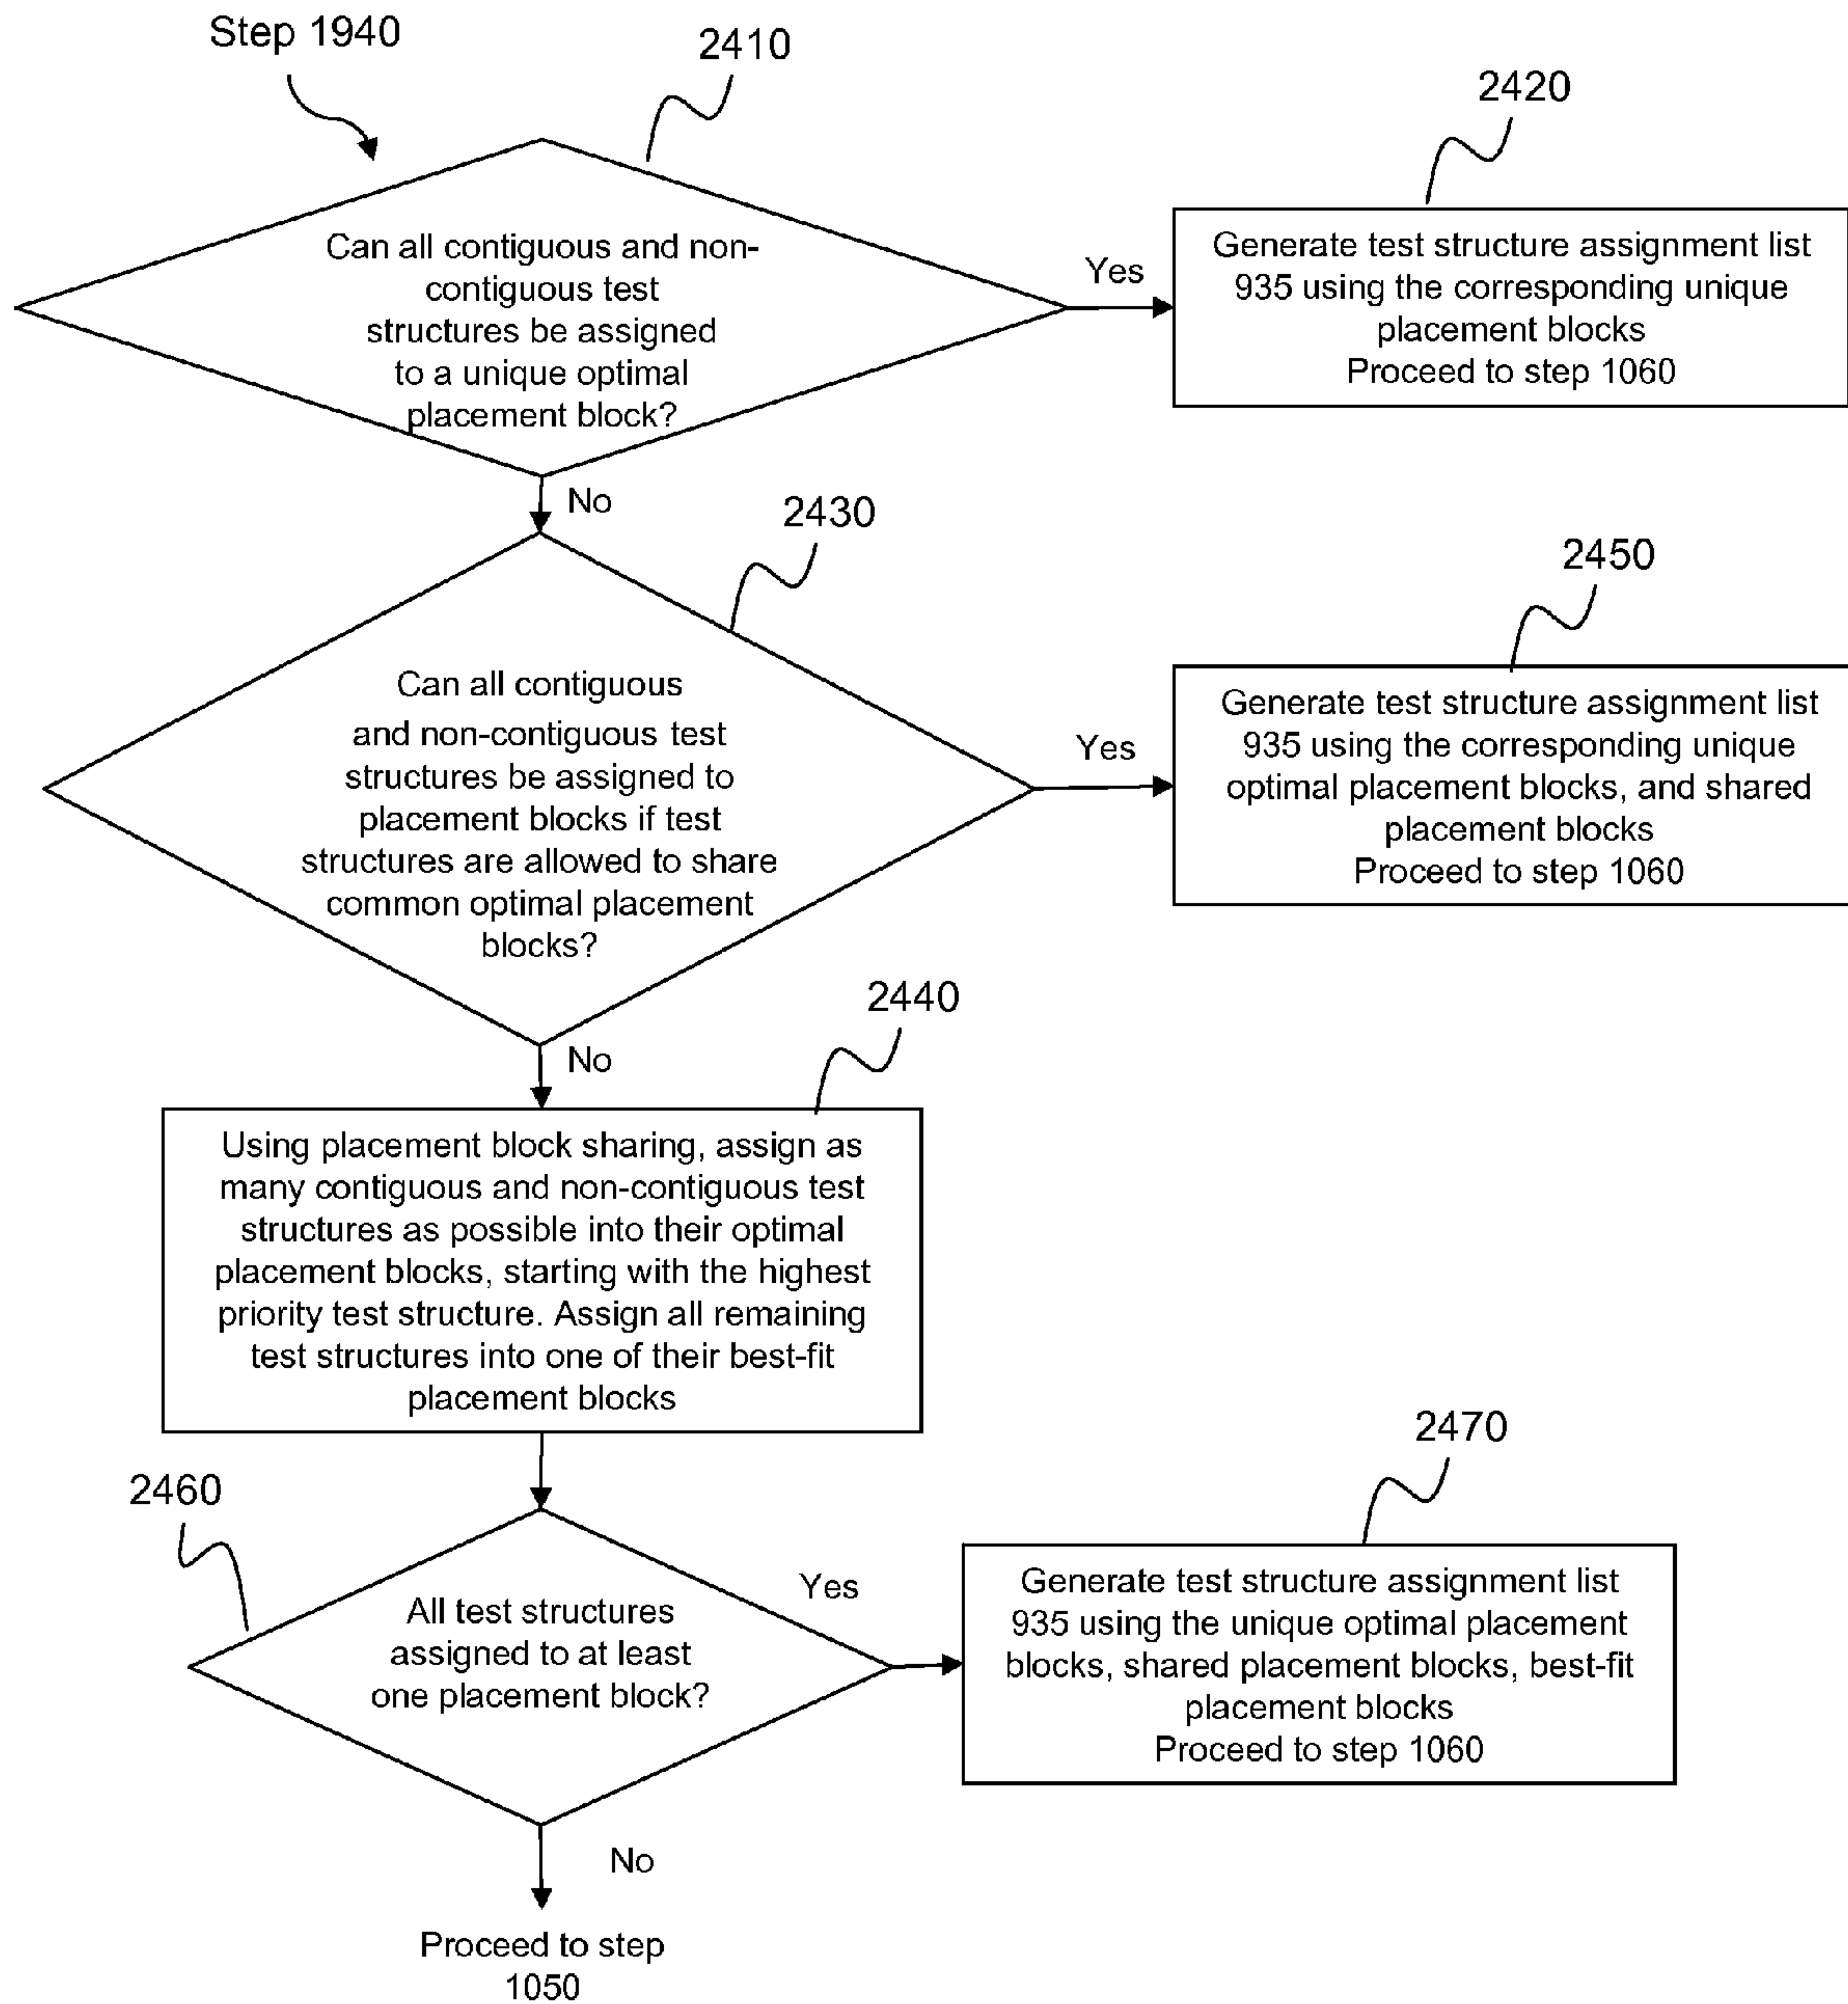 Step 1940
2410
2420
Can all contiguous and non-
contiguous test
structures be assigned
to a unique optimal
placement block?
Yes
Generate test structure assignment list
935 using the corresponding unique
placement blocks
Proceed to step 1060
No
2430
2450
Can all contiguous
and non-contiguous test
structures be assigned to
placement blocks if test
structures are allowed to share
common optimal placement
blocks?
Yes
Generate test structure assignment list
935 using the corresponding unique
optimal placement blocks, and shared
placement blocks
Proceed to step 1060
No
2440
Using placement block sharing, assign as
many contiguous and non-contiguous test
structures as possible into their optimal
placement blocks, starting with the highest
priority test structure. Assign all remaining
test structures into one of their best-fit
placement blocks
2460
2470
All test structures
assigned to at least
one placement block?
Yes
Generate test structure assignment list
935 using the unique optimal placement
blocks, shared placement blocks, best-fit
placement blocks
Proceed to step 1060
No
Proceed to step
1050